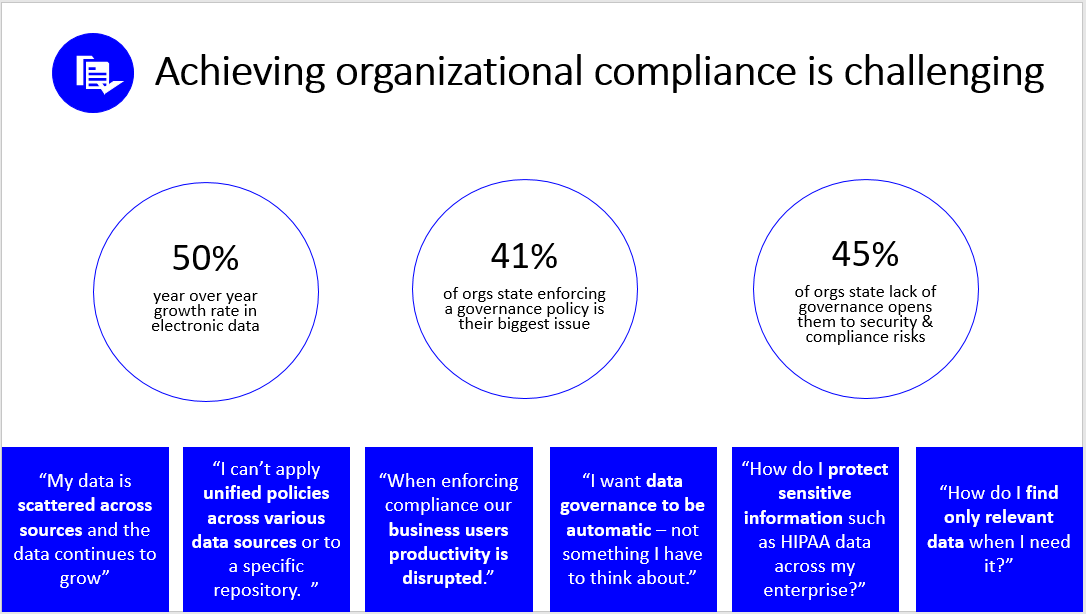 Achieving organizational compliance is challenging
50%
year over year
growth rate in
electronic data
41%
of orgs state enforcing
a governance policy is
their biggest issue
45%
of orgs state lack of
governance opens
them to security &
compliance risks
“My data is
scattered across
sources and the
data continues to
grow”
“I can’t apply
unified policies
across various
data sources or to
a specific
repository.  ”
“When enforcing
compliance our
business users
productivity is
disrupted.”
“I want data
governance to be
automatic – not
something I have
to think about.”
“How do I protect
sensitive
information such
as HIPAA data
across my
enterprise?”
“How do I find
only relevant
data when I need
it?”